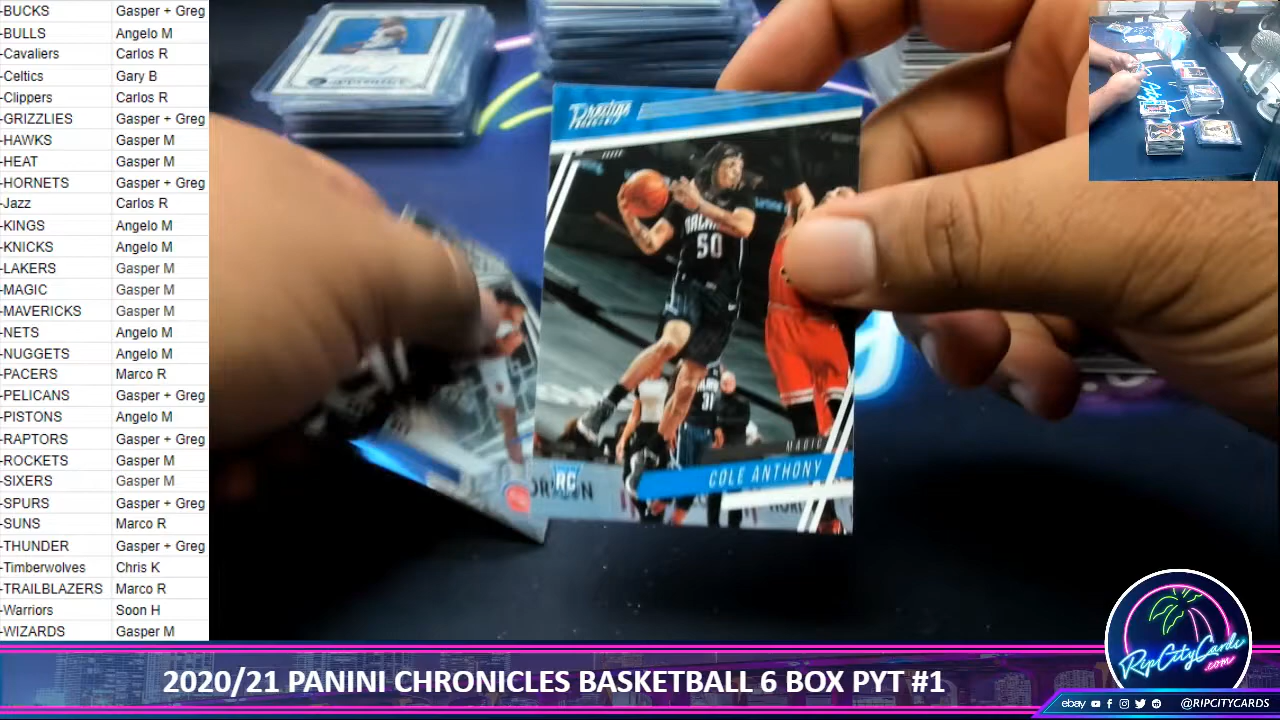 -BUCKS Gasper + Greg
-BULLS Angelo M
-Cavaliers Carlos R
-Celtics Gary B
-Clippers Carlos R
-GRIZZLIES Gasper + Greg
-HAWKS Gasper M
-HEAT Gasper M
-HORNETS Gasper + Greg
-Jazz Carlos R
-KINGS Angelo M
-KNICKS Angelo M
-LAKERS Gasper M
-MAGIC Gasper M
-MAVERICKS Gasper M
-NETS Angelo M
-NUGGETS Angelo M
-PACERS Marco R
-PELICANS Gasper + Greg
-PISTONS Angelo M
-RAPTORS Gasper + Greg
-ROCKETS Gasper M
-SIXERS Gasper M
-SPURS Gasper + Greg
-SUNS Marco R
-THUNDER Gasper + Greg
-Timberwolves Chris K
-TRAILBLAZERS Marco R
-Warriors Soon H
-WIZARDS Gasper M
Prestige
50
31
MAGIC
COLE ANTHONY
RC
RipCityCards
.com
2020/21 PANINI CHRONICLES BASKETBALL 6 BOX PYT #1
ebay @RIPCITYCARDS